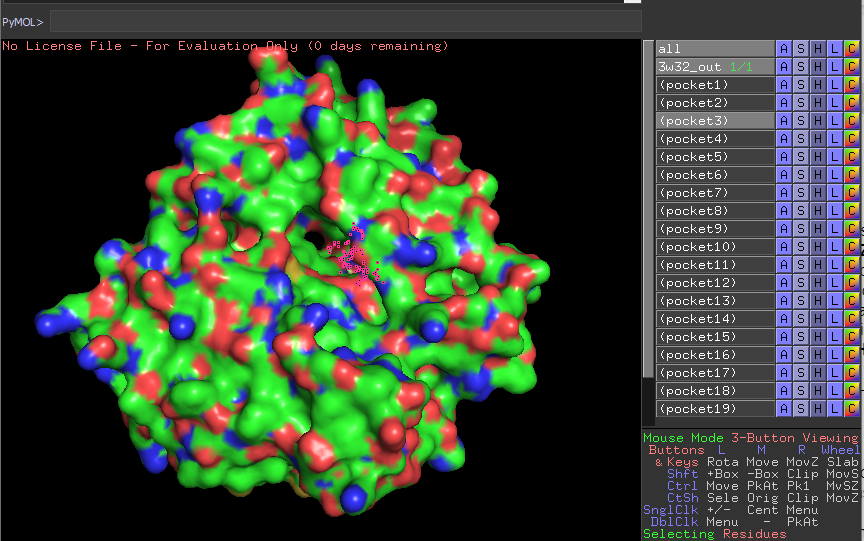 PyMOL>
No License File - For Evaluation Only (0 days remaining)
all A S H L C
3w32_out 1/1 A S H L C
(pocket1) A S H L C
(pocket2) A S H L C
(pocket3) A S H L C
(pocket4) A S H L C
(pocket5) A S H L C
(pocket6) A S H L C
(pocket7) A S H L C
(pocket8) A S H L C
(pocket9) A S H L C
(pocket10) A S H L C
(pocket11) A S H L C
(pocket12) A S H L C
(pocket13) A S H L C
(pocket14) A S H L C
(pocket15) A S H L C
(pocket16) A S H L C
(pocket17) A S H L C
(pocket18) A S H L C
(pocket19) A S H L C
Mouse Mode 3-Button Viewing
Buttons L M R Wheel
& Keys Rota Move MovZ Slab
Shft +Box -Box Clip MovS
Ctrl Move PkAt Pk1 MvSZ
CtSh Sele Orig Clip MovZ
SnglClk +/- Cent Menu
DblClk Menu - PkAt
Selecting Residues